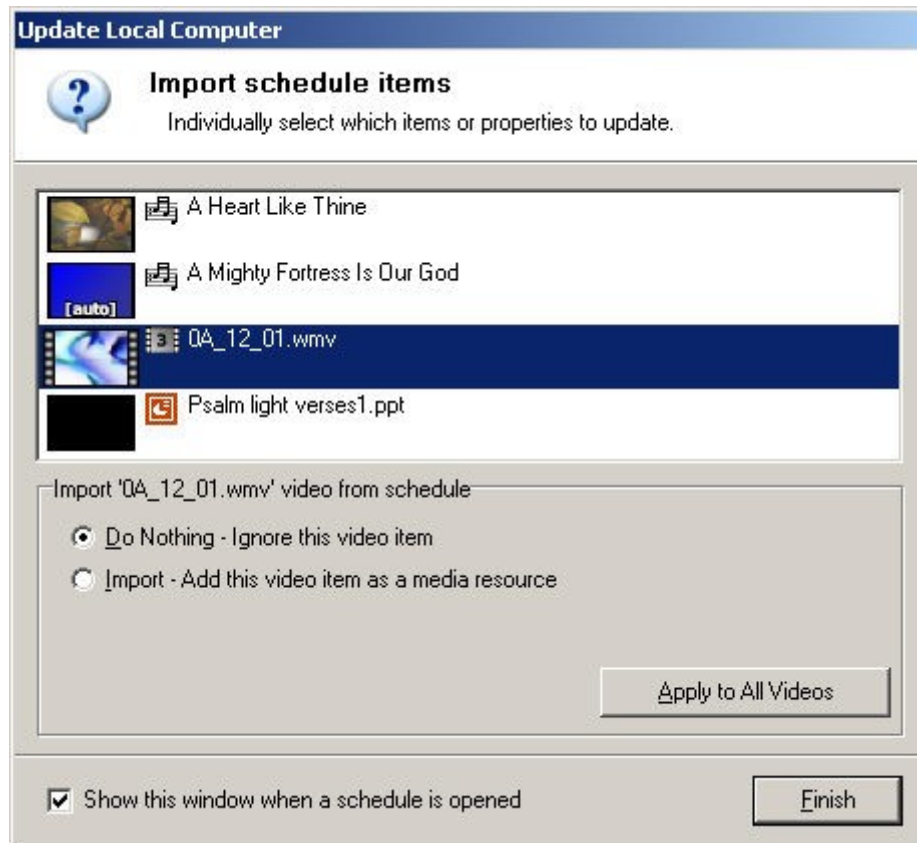 Update Local Computer
Import schedule items
Individually select which items or properties to update.
A Heart Like Thine
[auto]
A Mighty Fortress Is Our God
3
0A_12_01.wmv
Psalm light verses1.ppt
Import '0A_12_01.wmv' video from schedule
Do Nothing - Ignore this video item
Import - Add this video item as a media resource
Apply to All Videos
Show this window when a schedule is opened
Finish